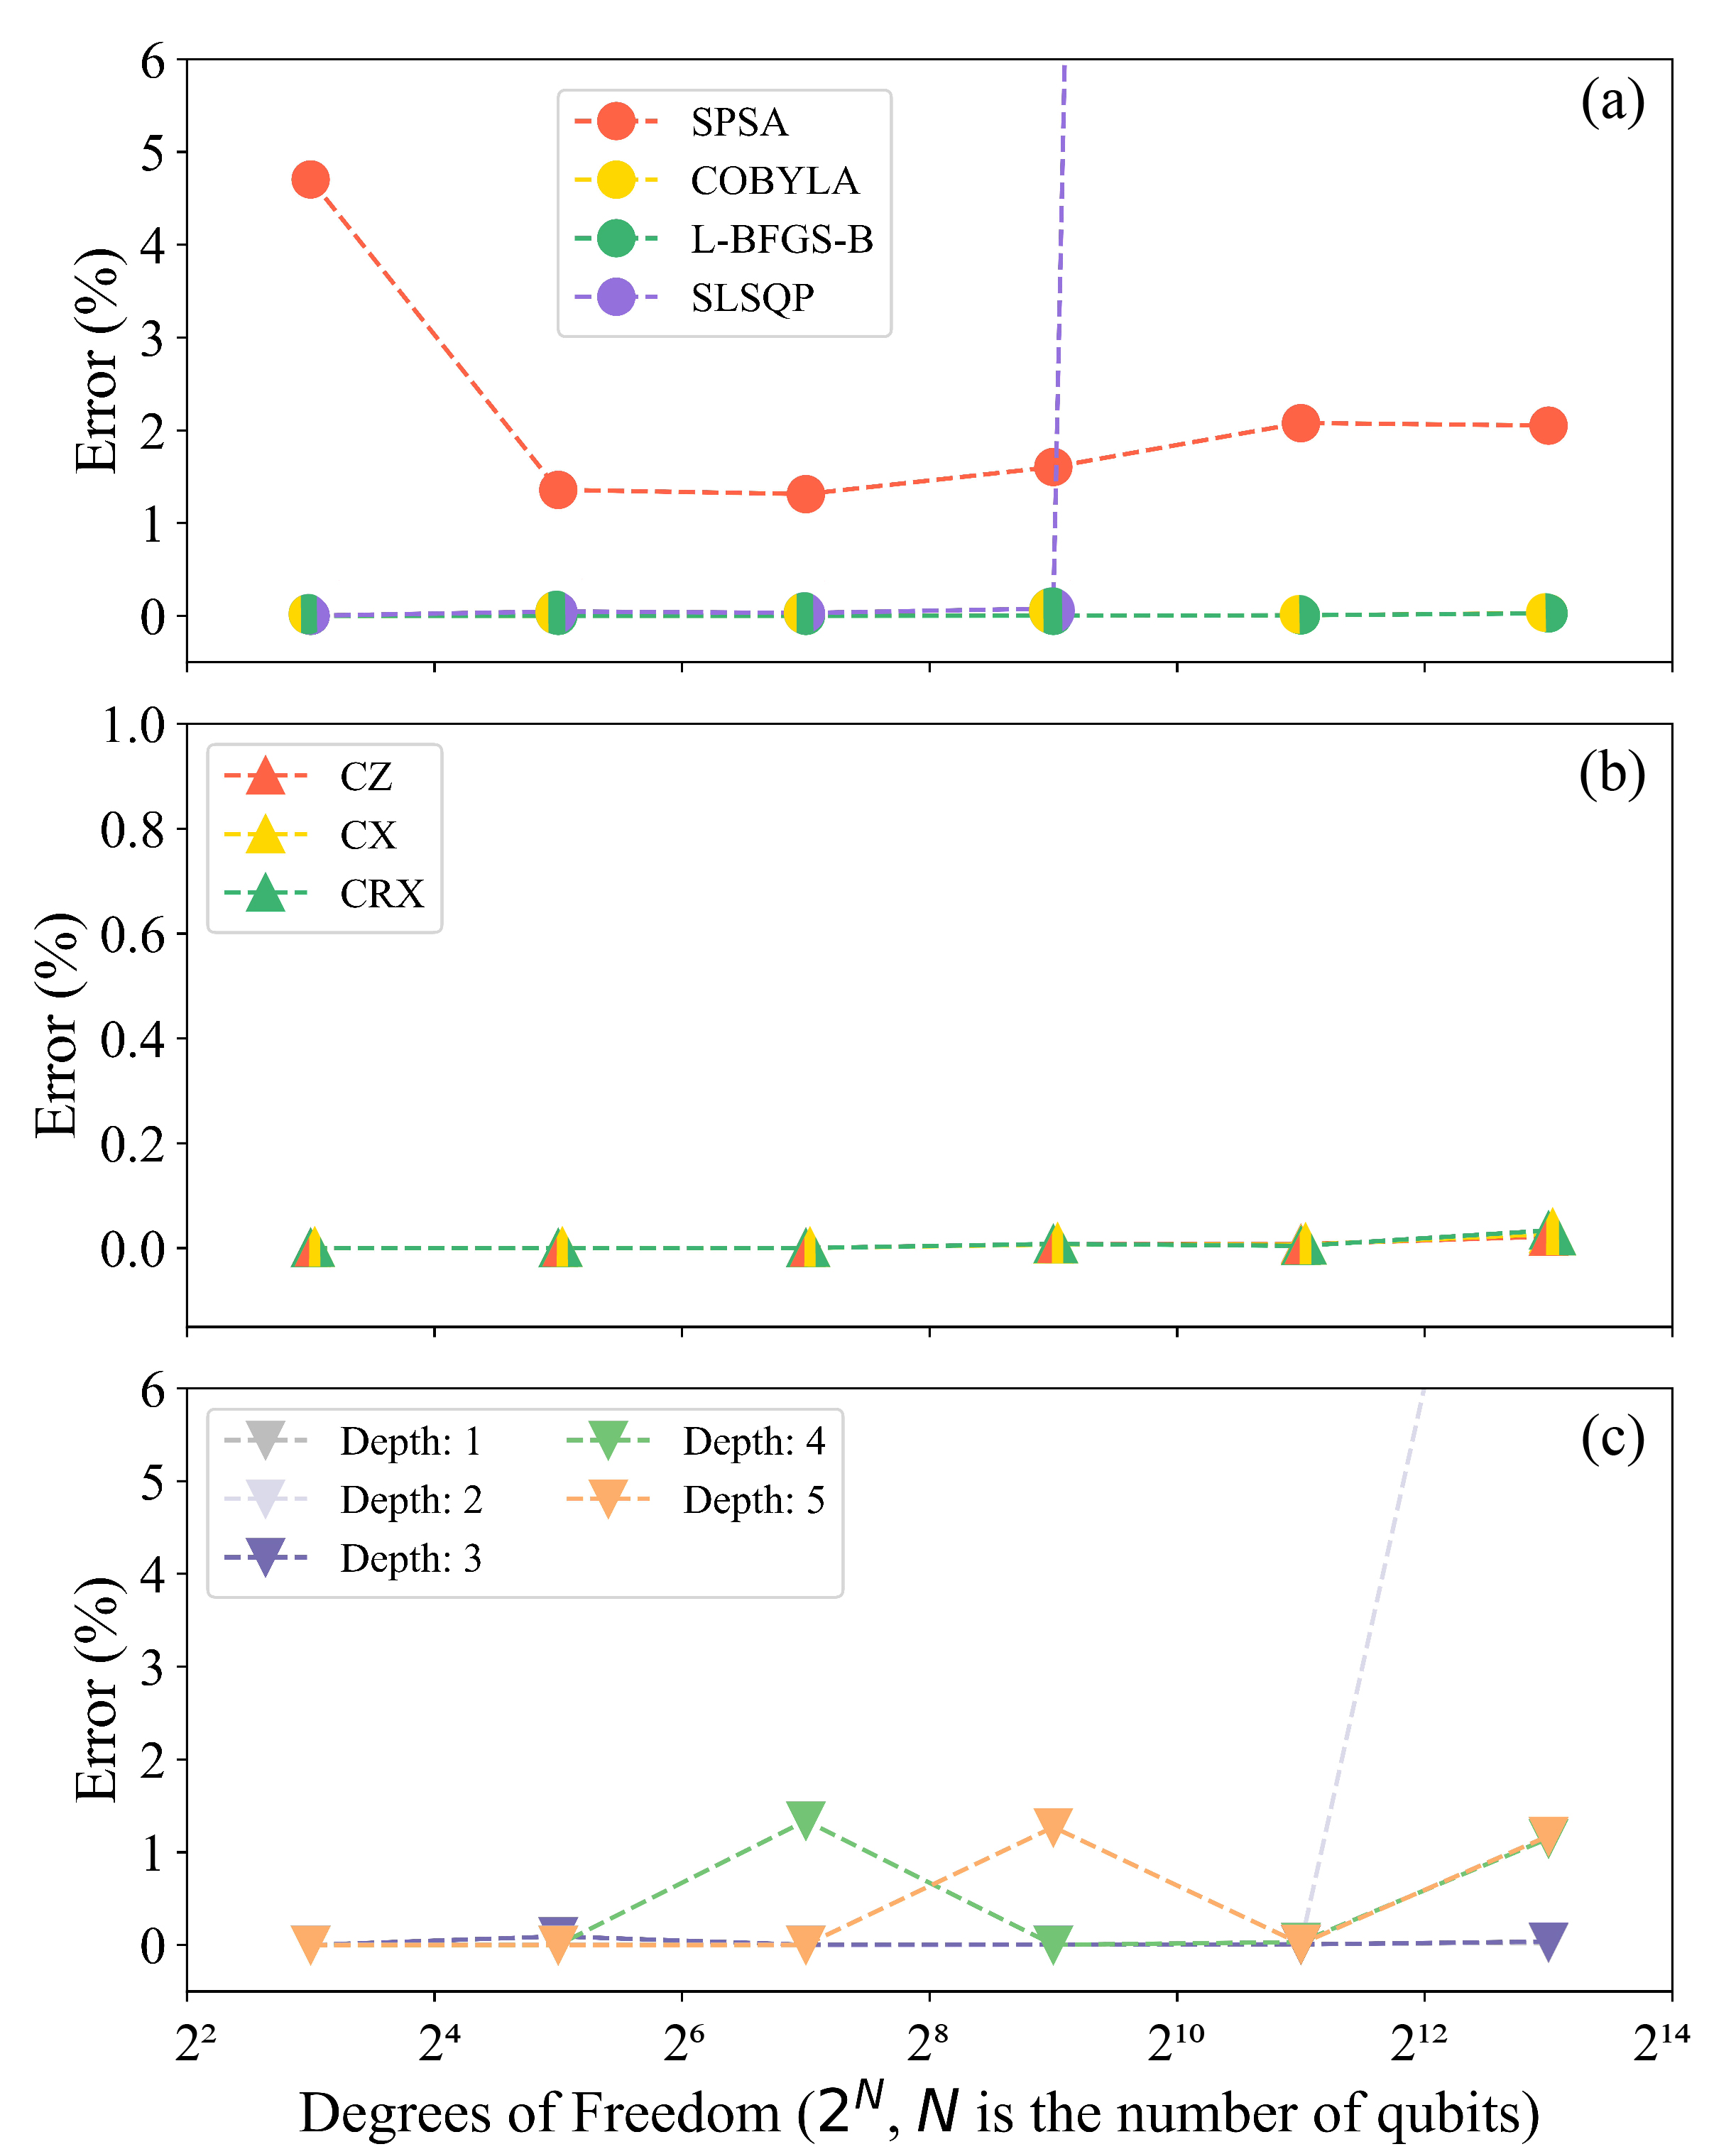 (a)
6
5
4
3
2
1
0
Error (%)
SPSA
COBYLA
L-BFGS-B
SLSQP
(b)
1.0
0.8
0.6
0.4
0.2
0.0
Error (%)
CZ
CX
CRX
(c)
6
5
4
3
2
1
0
Error (%)
Depth: 1
Depth: 2
Depth: 3
Depth: 4
Depth: 5
2² 2⁴ 2⁶ 2⁸ 2¹⁰ 2¹² 2¹⁴
Degrees of Freedom (2ᴺ, N is the number of qubits)